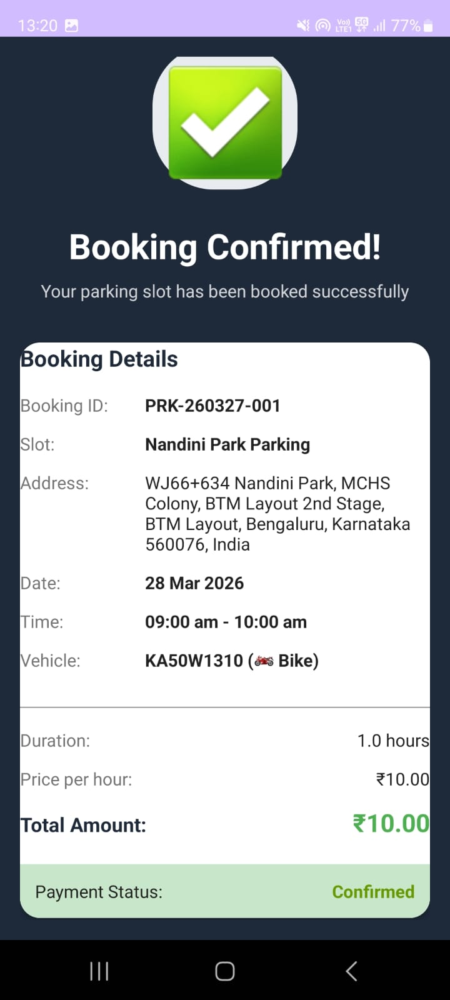 13:20 77%
Vo)) 5G
LTE1
Booking Confirmed!
Your parking slot has been booked successfully
Booking Details
Booking ID: PRK-260327-001
Slot: Nandini Park Parking
Address: WJ66+634 Nandini Park, MCHS
Colony, BTM Layout 2nd Stage,
BTM Layout, Bengaluru, Karnataka
560076, India
Date: 28 Mar 2026
Time: 09:00 am - 10:00 am
Vehicle: KA50W1310 (🏍 Bike)
Duration: 1.0 hours
Price per hour: ₹10.00
Total Amount: ₹10.00
Payment Status: Confirmed